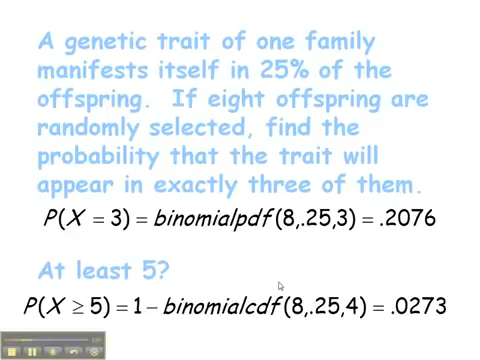 A genetic trait of one family
manifests itself in 25% of the
offspring. If eight offspring are
randomly selected, find the
probability that the trait will
appear in exactly three of them.
P(X = 3) = binomialpdf(8,.25,3) = .2076
At least 5?
P(X ≥ 5) = 1 − binomialcdf(8,.25,4) = .0273